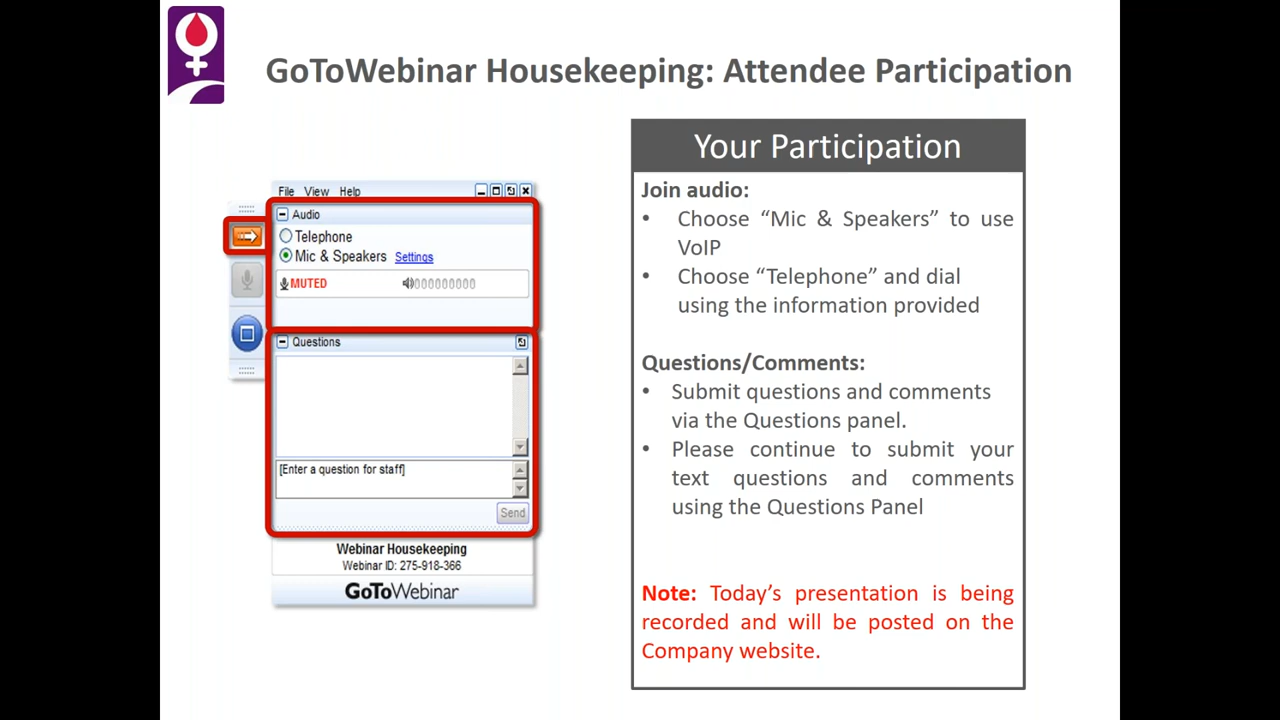 GoToWebinar Housekeeping: Attendee Participation
File View Help
Audio
Telephone
Mic & Speakers Settings
MUTED
Questions
[Enter a question for staff]
Send
Webinar Housekeeping
Webinar ID: 275-918-366
GoToWebinar
Your Participation
Join audio:
• Choose “Mic & Speakers” to use
VoIP
• Choose “Telephone” and dial
using the information provided
Questions/Comments:
• Submit questions and comments
via the Questions panel.
• Please continue to submit your
text questions and comments
using the Questions Panel
Note: Today’s presentation is being
recorded and will be posted on the
Company website.